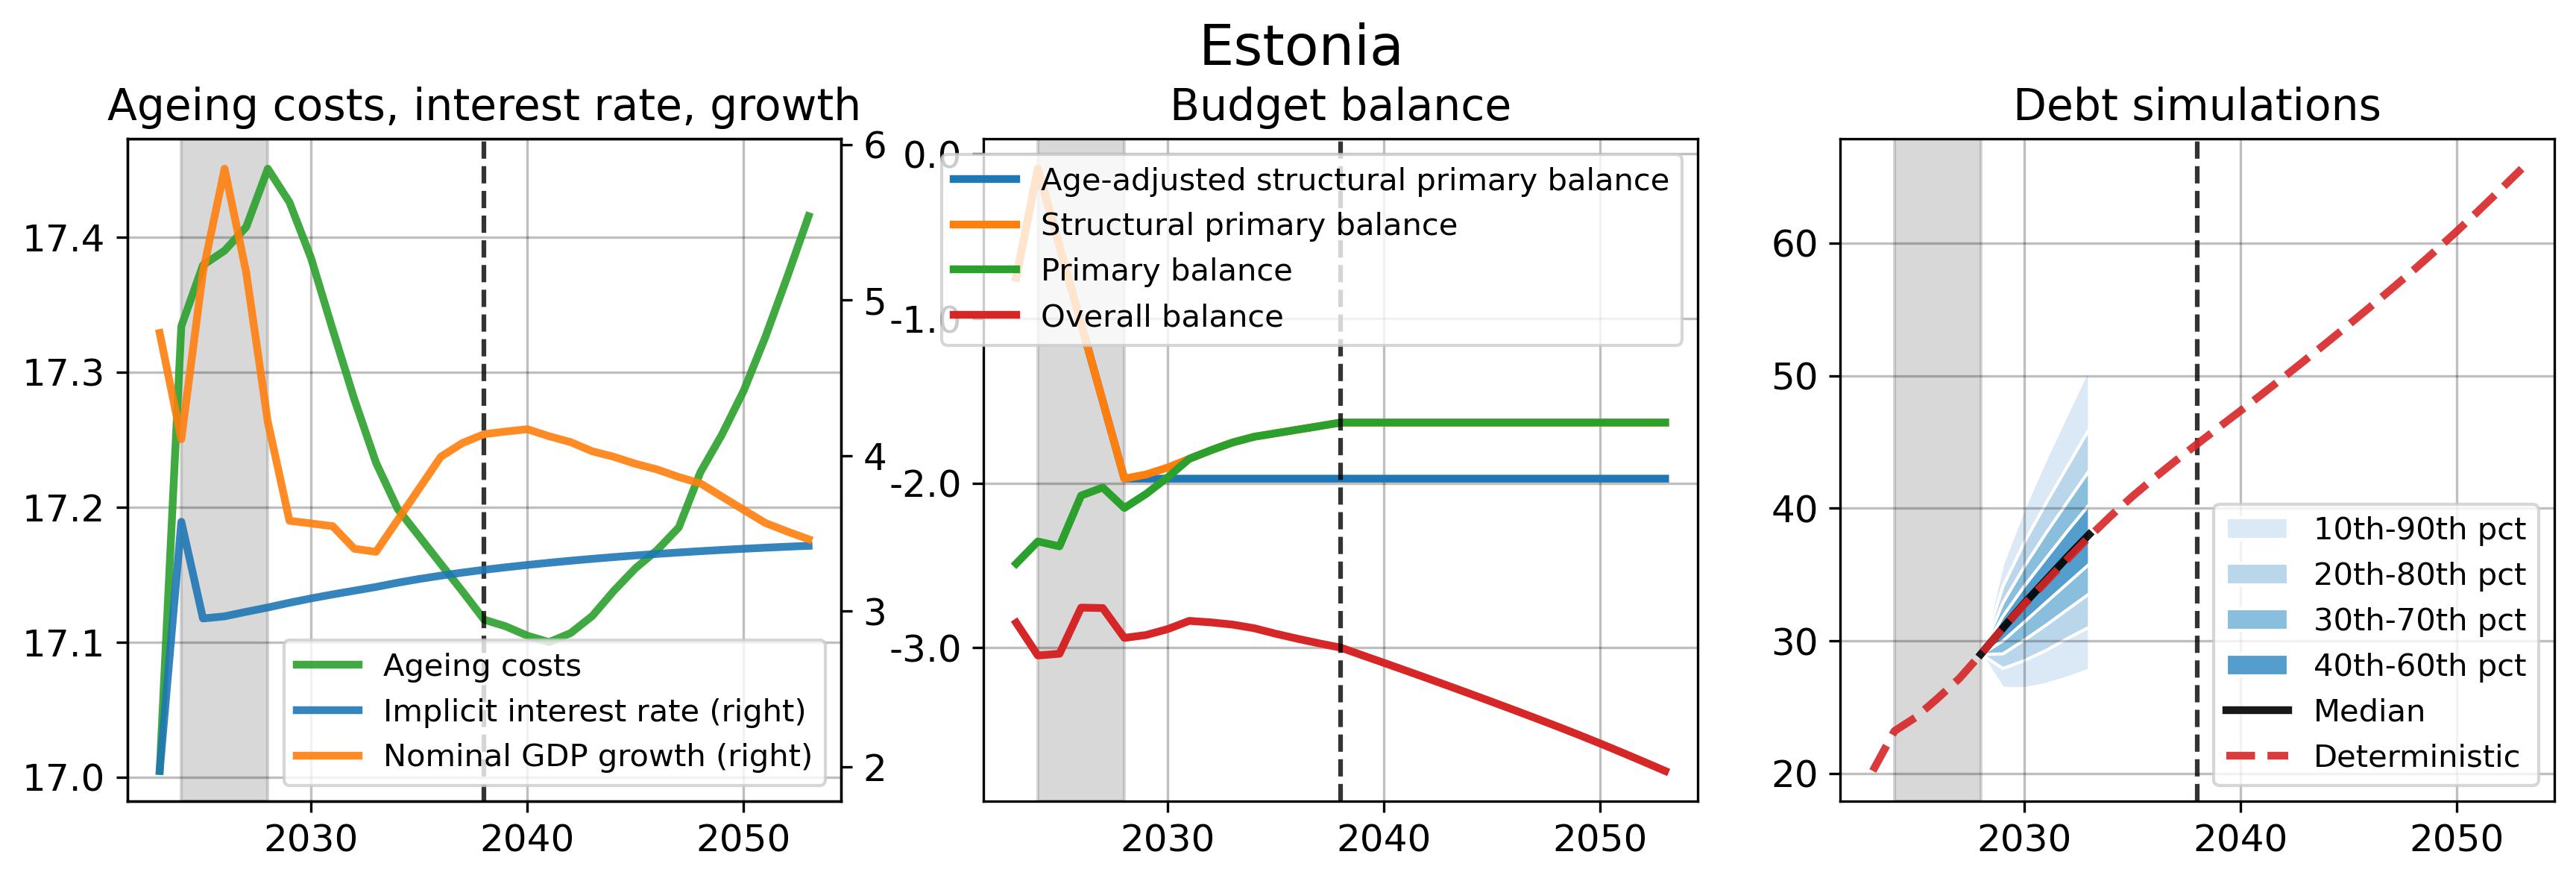 Estonia
Ageing costs, interest rate, growth
17.4
17.3
17.2
17.1
17.0
6
5
4
3
2
2030
2040
2050
Ageing costs
Implicit interest rate (right)
Nominal GDP growth (right)
Budget balance
0.0
-1.0
-2.0
-3.0
2030
2040
2050
Age-adjusted structural primary balance
Structural primary balance
Primary balance
Overall balance
Debt simulations
60
50
40
30
20
2030
2040
2050
10th-90th pct
20th-80th pct
30th-70th pct
40th-60th pct
Median
Deterministic